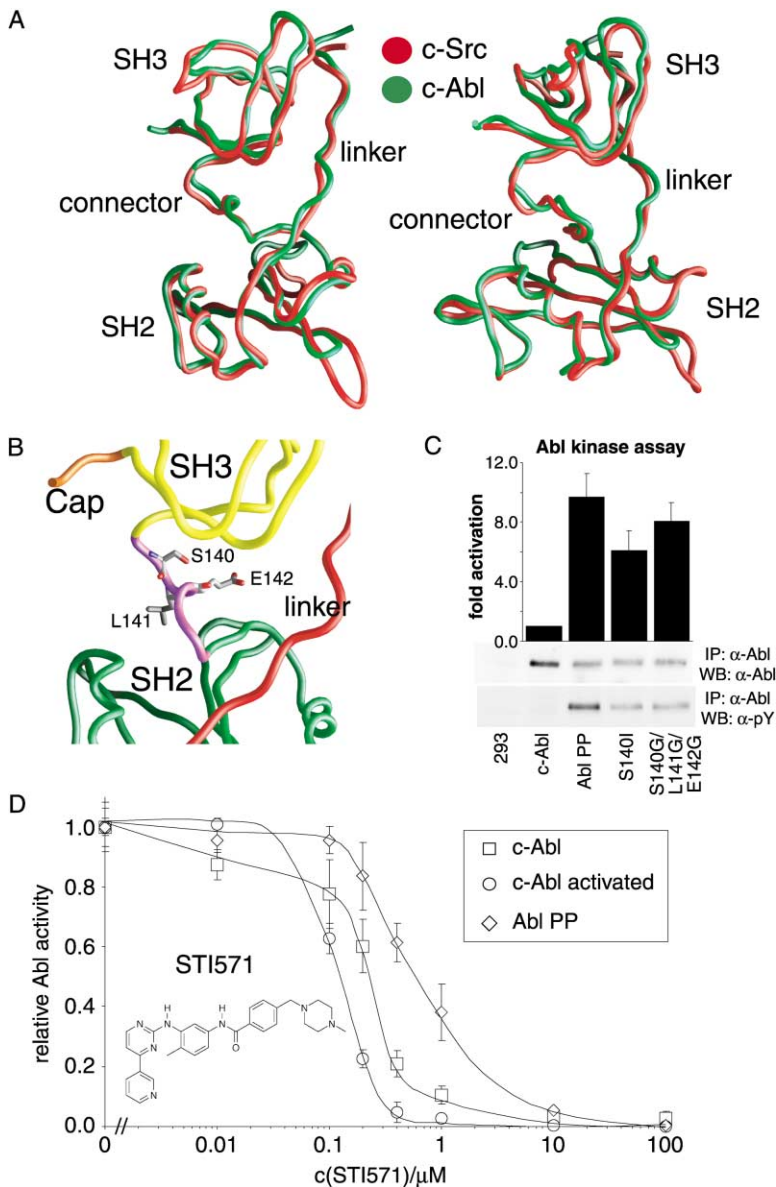 A
SH3
c-Src
c-Abl
SH3
linker
linker
connector
connector
SH2
SH2
B
SH3
Cap
S140
E142
L141
linker
SH2
C
Abl kinase assay
fold activation
12.0
8.0
4.0
0.0
IP: α-Abl
WB: α-Abl
IP: α-Abl
WB: α-pY
293
c-Abl
Abl PP
S140I
S140G/
L141G/
E142G
D
relative Abl activity
1.0
0.8
0.6
0.4
0.2
0.0
c-Abl
c-Abl activated
Abl PP
STI571
H
N
H
N
N
N
N
O
N
N
0
0.01
0.1
1
10
100
c(STI571)/μM